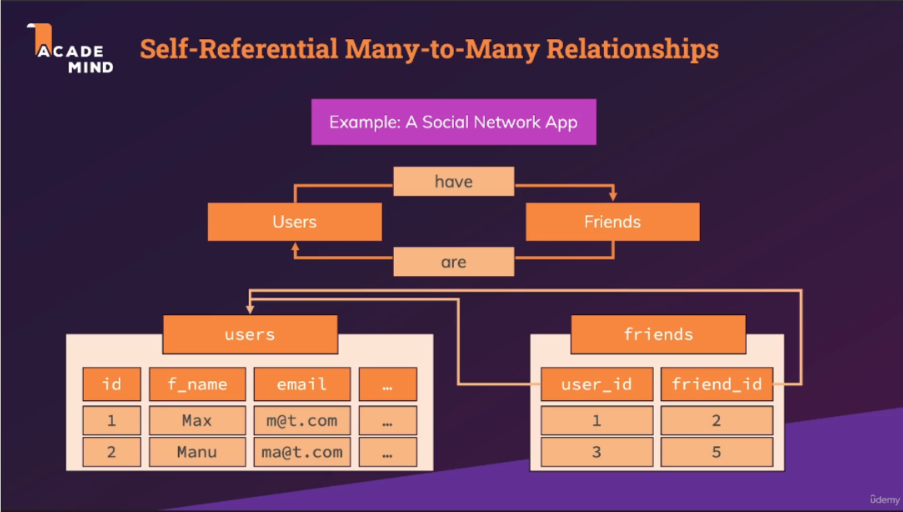 ACADE
MIND
Self-Referential Many-to-Many Relationships
Example: A Social Network App
have
Users
Friends
are
users
friends
id f_name email …
user_id friend_id
1 Max m@t.com …
1 2
2 Manu ma@t.com …
3 5
ûdemy